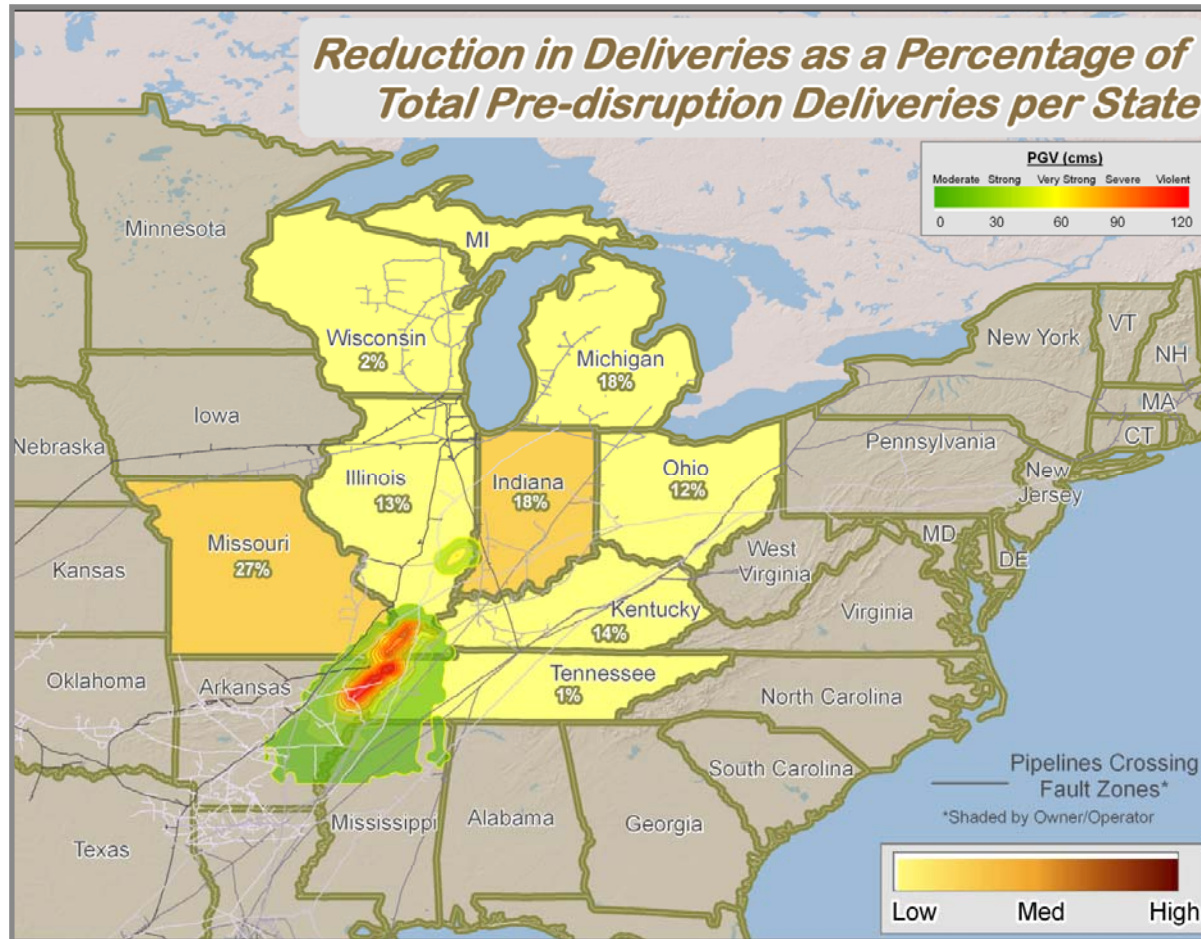 Reduction in Deliveries as a Percentage of
Total Pre-disruption Deliveries per State
PGV (cms)
Moderate Strong Very Strong Severe Violent
0 30 60 90 120
Minnesota
MI
Wisconsin
2%
Michigan
18%
New York
VT
NH
MA
CT
Iowa
Nebraska
Illinois
13%
Indiana
18%
Ohio
12%
Pennsylvania
New
Jersey
Missouri
27%
Kansas
West
Virginia
MD
DE
Virginia
Kentucky
14%
Tennessee
1%
Oklahoma
Arkansas
North Carolina
South Carolina
Texas
Mississippi
Alabama
Georgia
Pipelines Crossing
Fault Zones*
*Shaded by Owner/Operator
Low Med High